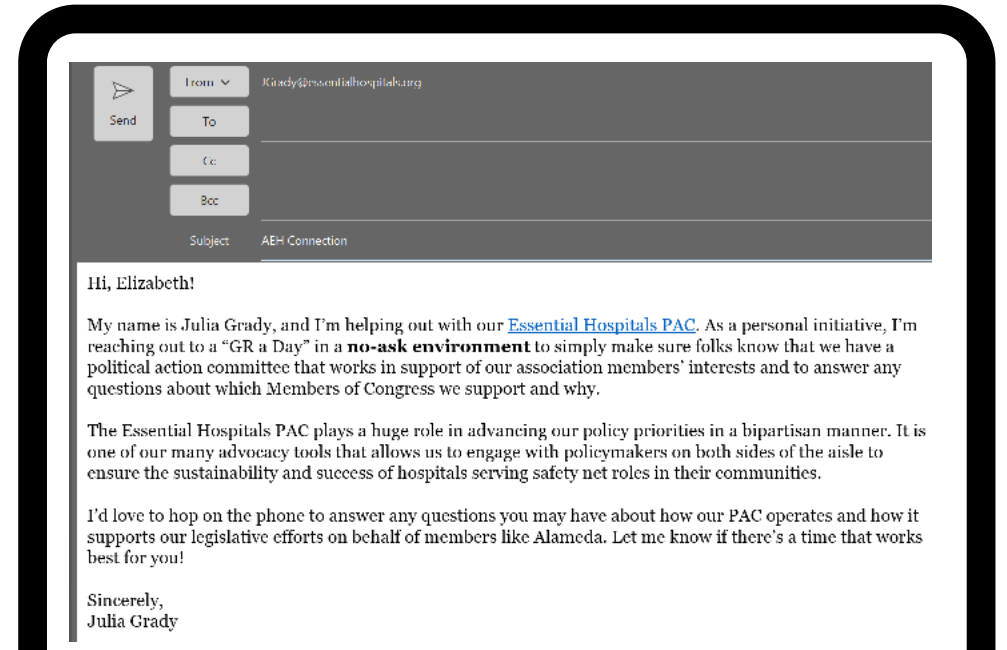 Send
From
JGrady@essentialhospitals.org
To
Cc
Bcc
Subject
AEH Connection
Hi, Elizabeth!
My name is Julia Grady, and I'm helping out with our Essential Hospitals PAC. As a personal initiative, I'm
reaching out to a “GR a Day” in a no-ask environment to simply make sure folks know that we have a
political action committee that works in support of our association members' interests and to answer any
questions about which Members of Congress we support and why.
The Essential Hospitals PAC plays a huge role in advancing our policy priorities in a bipartisan manner. It is
one of our many advocacy tools that allows us to engage with policymakers on both sides of the aisle to
ensure the sustainability and success of hospitals serving safety net roles in their communities.
I'd love to hop on the phone to answer any questions you may have about how our PAC operates and how it
supports our legislative efforts on behalf of members like Alameda. Let me know if there's a time that works
best for you!
Sincerely,
Julia Grady